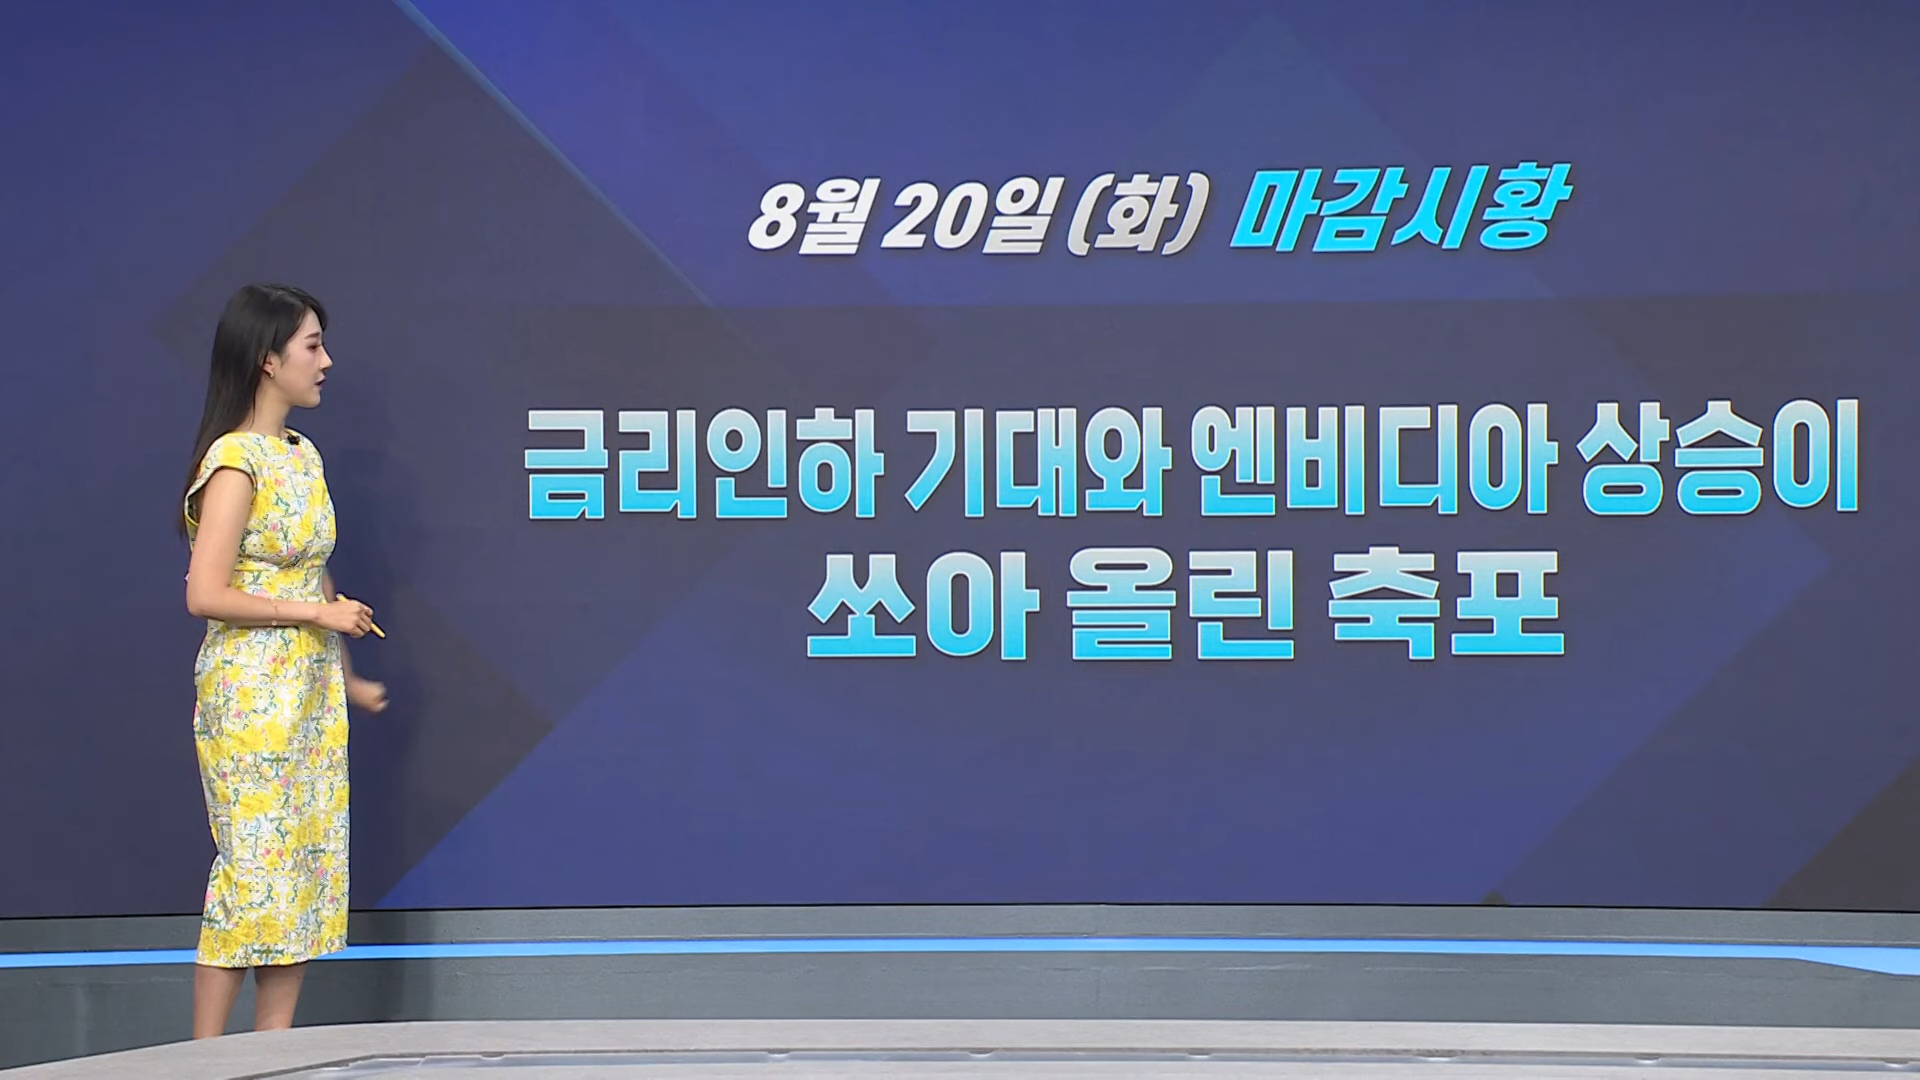 8월 20일 (화) 마감시황
금리인하 기대와 엔비디아 상승이
쏘아 올린 축포